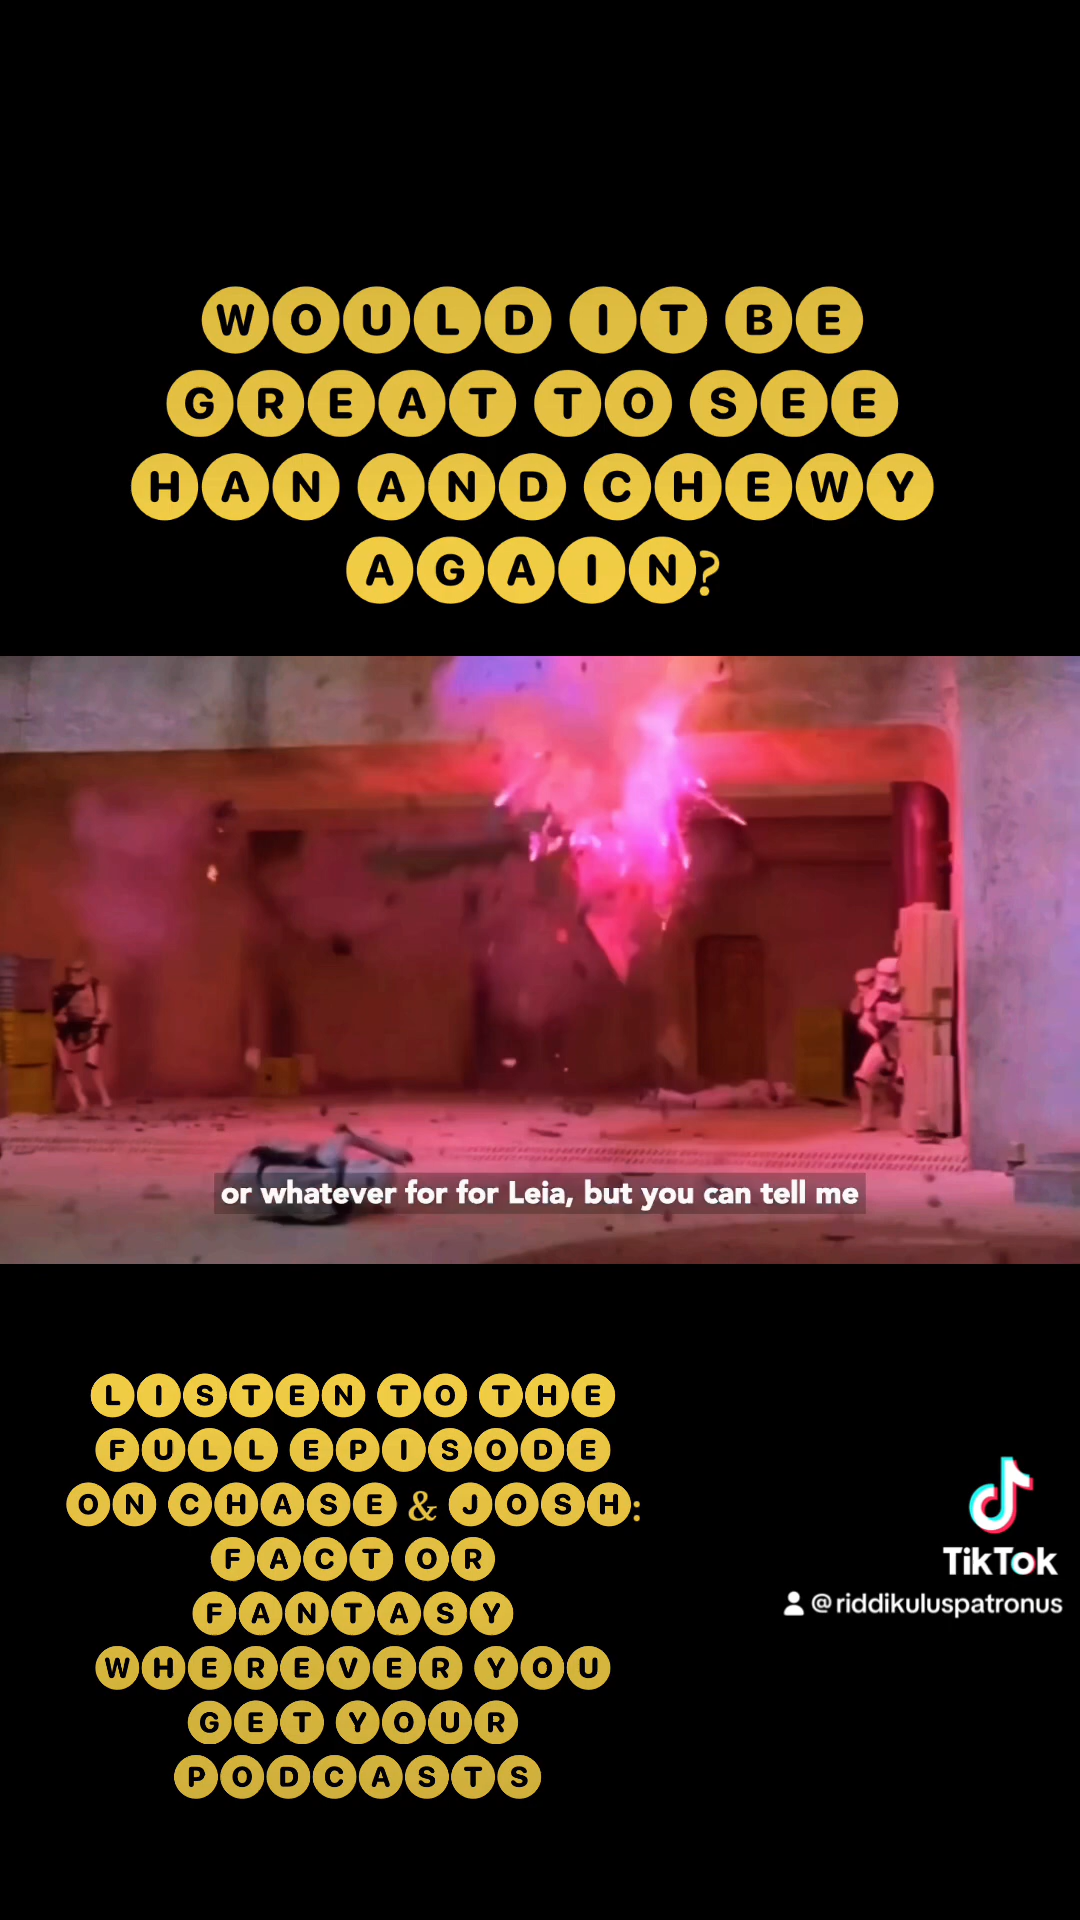 WOULD IT BE
GREAT TO SEE
HAN AND CHEWY
AGAIN?
or whatever for for Leia, but you can tell me
LISTEN TO THE
FULL EPISODE
ON CHASE & JOSH:
FACT OR
FANTASY
WHEREVER YOU
GET YOUR
PODCASTS
TikTok
@riddikuluspatronus